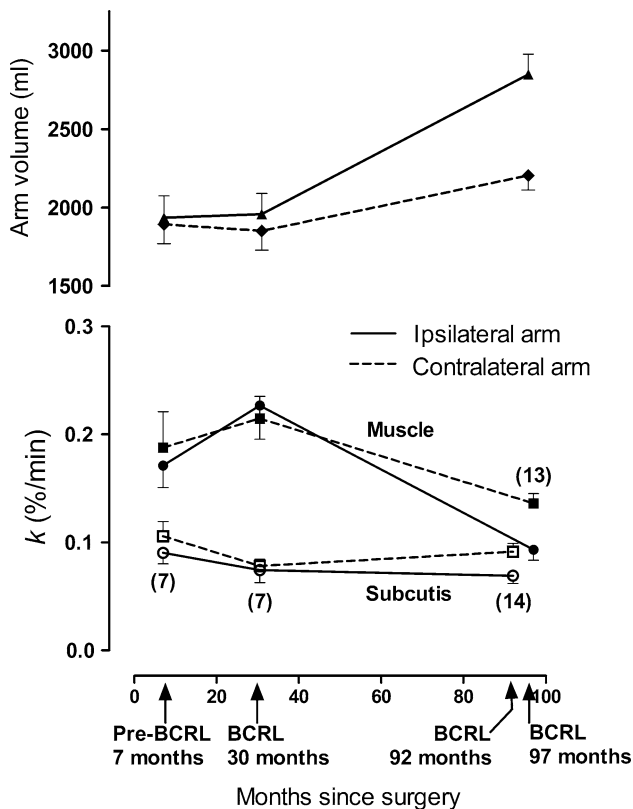 3000
2500
2000
1500
Arm volume (ml)
0.3
0.2
0.1
0.0
k (%/min)
Ipsilateral arm
Contralateral arm
Muscle
(13)
(7)
(7)
Subcutis
(14)
0 20 40 60 80 100
Pre-BCRL
7 months
BCRL
30 months
BCRL
92 months
BCRL
97 months
Months since surgery